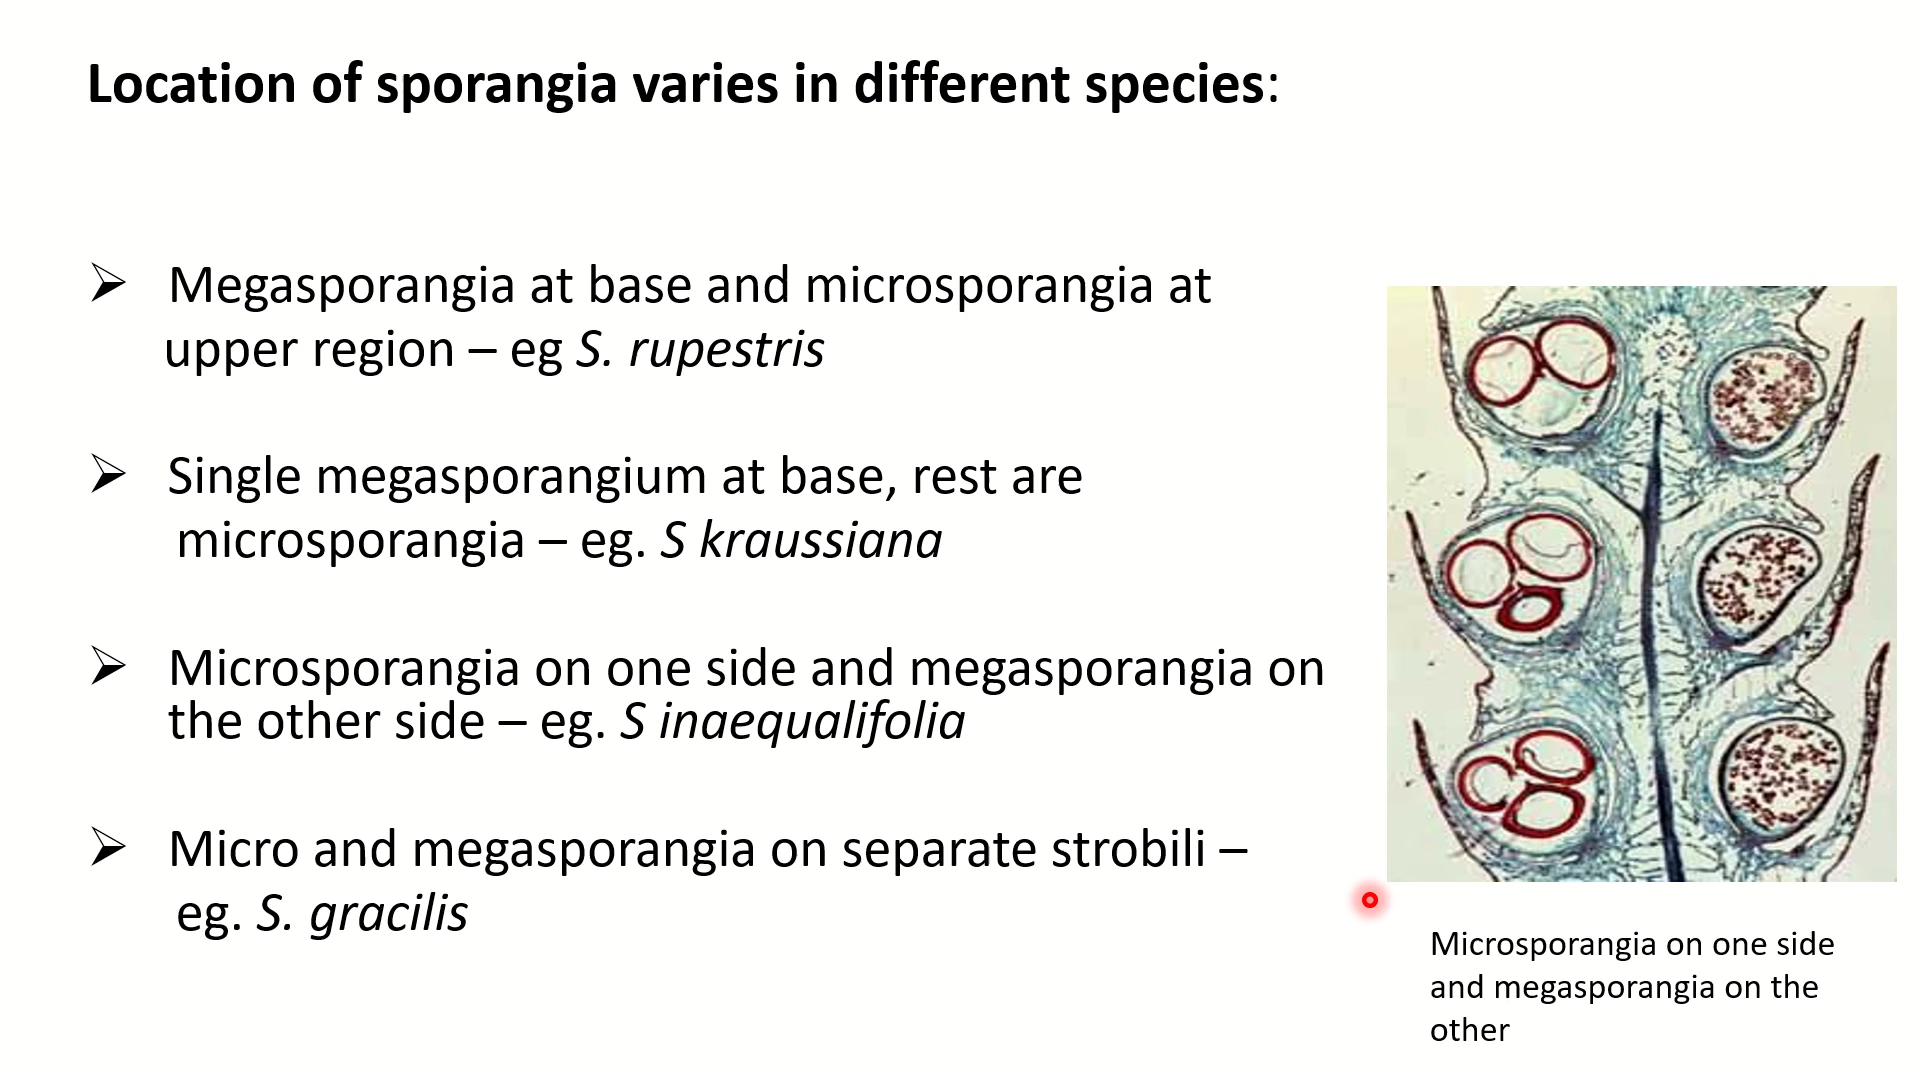 Location of sporangia varies in different species:
➢ Megasporangia at base and microsporangia at
upper region – eg S. rupestris
➢ Single megasporangium at base, rest are
microsporangia – eg. S kraussiana
➢ Microsporangia on one side and megasporangia on
the other side – eg. S inaequalifolia
➢ Micro and megasporangia on separate strobili –
eg. S. gracilis
Microsporangia on one side
and megasporangia on the
other